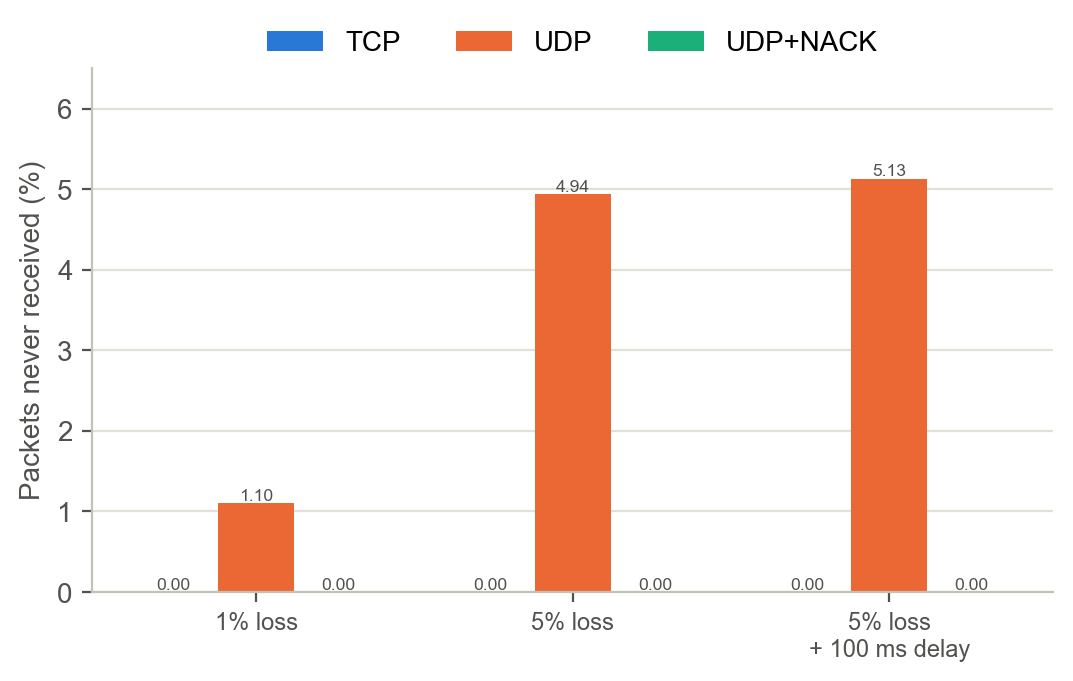 TCP UDP UDP+NACK
Packets never received (%)
6
5
4
3
2
1
0
0.00 1.10 0.00
0.00 4.94 0.00
0.00 5.13 0.00
1% loss
5% loss
5% loss
+ 100 ms delay